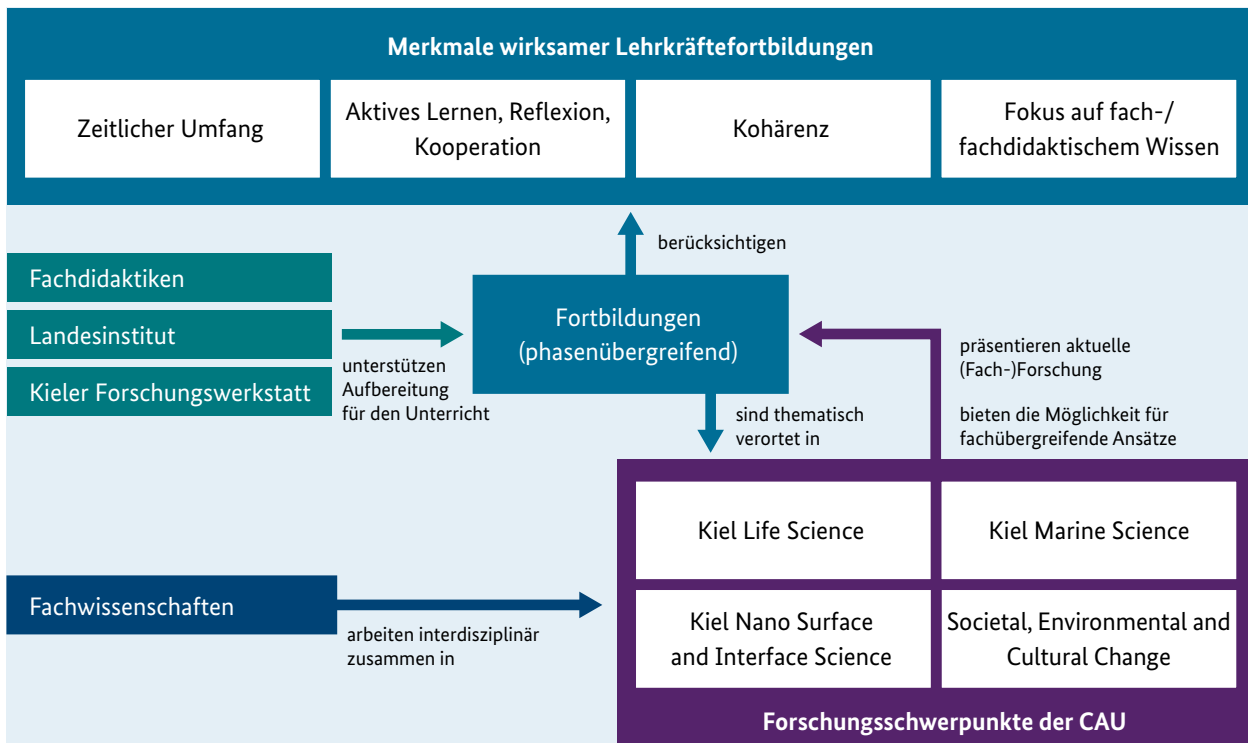 Merkmale wirksamer Lehrkräftefortbildungen
Zeitlicher Umfang
Aktives Lernen, Reflexion,
Kooperation
Kohärenz
Fokus auf fach-/
fachdidaktischem Wissen
berücksichtigen
Fachdidaktiken
Landesinstitut
Kieler Forschungswerkstatt
unterstützen
Aufbereitung
für den Unterricht
Fortbildungen
(phasenübergreifend)
präsentieren aktuelle
(Fach-)Forschung
bieten die Möglichkeit für
fachübergreifende Ansätze
sind thematisch
verortet in
Kiel Life Science
Kiel Marine Science
Fachwissenschaften
arbeiten interdisziplinär
zusammen in
Kiel Nano Surface
and Interface Science
Societal, Environmental and
Cultural Change
Forschungsschwerpunkte der CAU